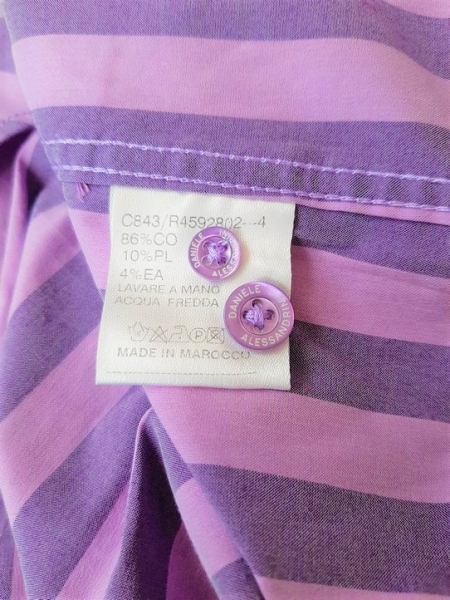 C843/R4592802---4
86%CO
10%PL
4%EA
LAVARE A MANO
ACQUA FREDDA
MADE IN MAROCCO
DANIELE
ALESSANDRINI
DANIELE
ALESSANDRINI